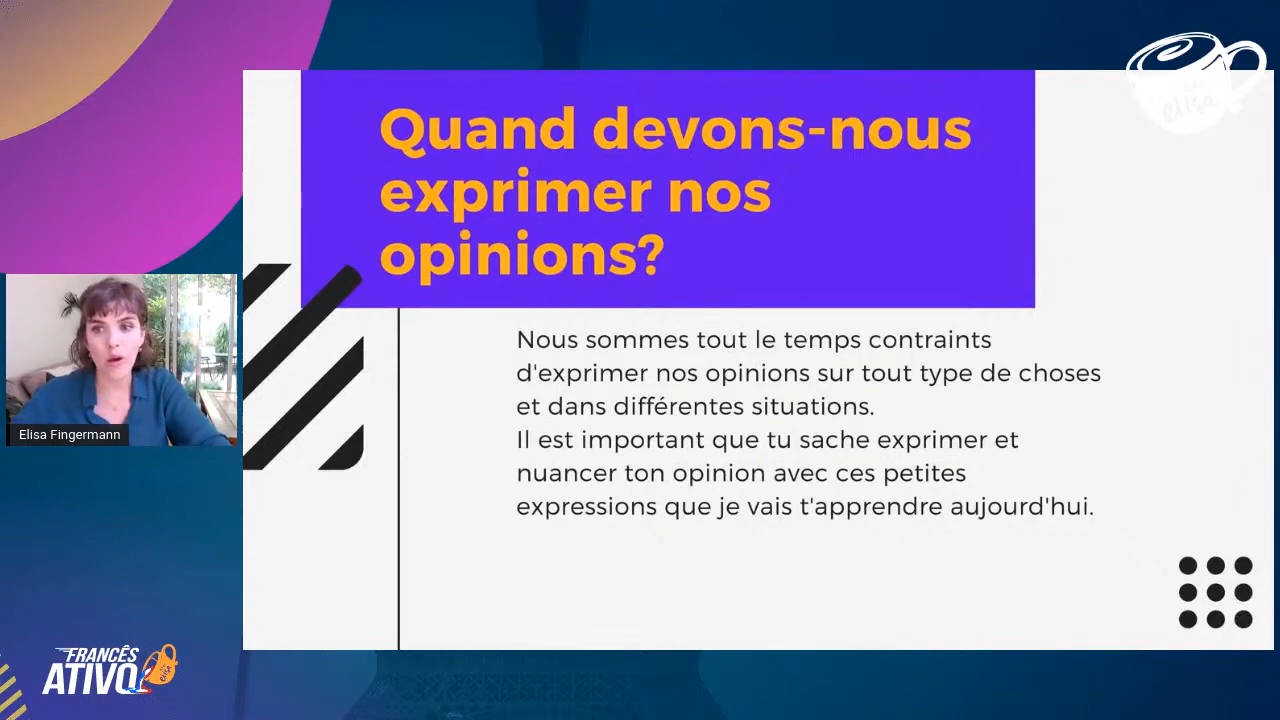 Quand devons-nous
exprimer nos
opinions?
Nous sommes tout le temps contraints
d'exprimer nos opinions sur tout type de choses
et dans différentes situations.
Il est important que tu sache exprimer et
nuancer ton opinion avec ces petites
expressions que je vais t'apprendre aujourd'hui.
Elisa Fingermann
FRANCÊS
ATIVO
elisa